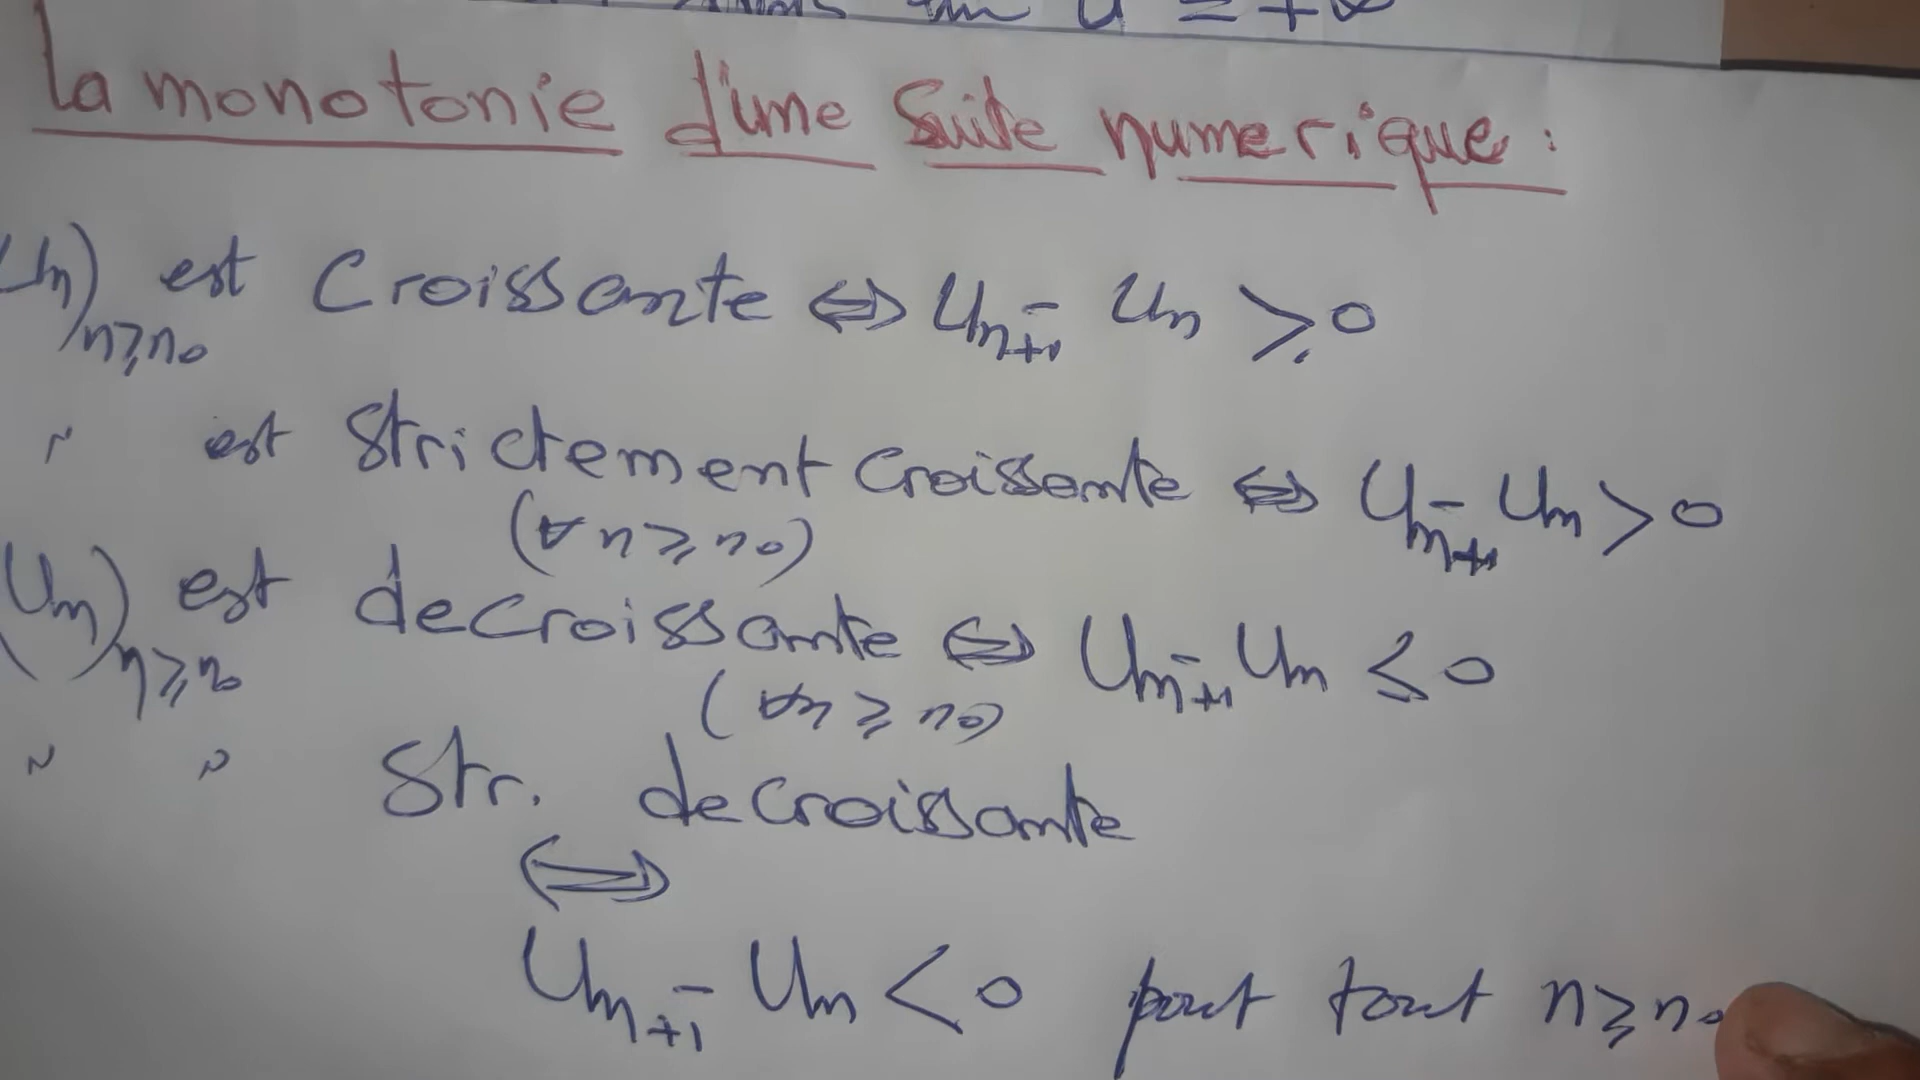 U = +∞
la monotonie d'une Suite numerique :
Un) n≥n0 est Croissante ⇔ Un+1 - Un ≥ 0
" est Strictement Croissante ⇔ Un+1 - Un > 0
(∀ n ≥ n0)
(Un) n≥n0 est decroissante ⇔ Un+1 - Un ≤ 0
(∀n ≥ n0)
" " Str. decroissante
⇔
Un+1 - Un < 0 pout tout n≥n0